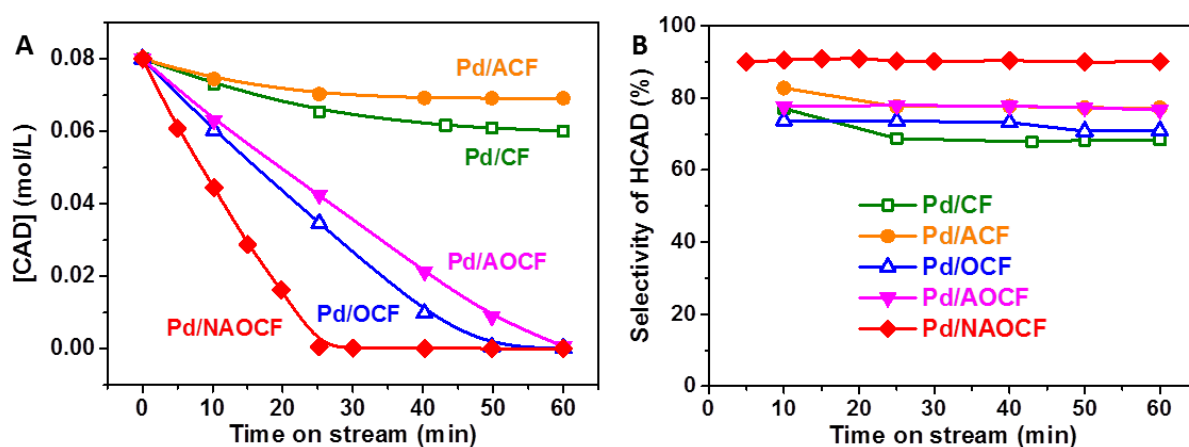 A
[CAD] (mol/L)
0.08
0.06
0.04
0.02
0.00
Pd/ACF
Pd/CF
Pd/AOCF
Pd/NAOCF
Pd/OCF
0 10 20 30 40 50 60
Time on stream (min)
B
Selectivity of HCAD (%)
100
80
60
40
20
0
Pd/CF
Pd/ACF
Pd/OCF
Pd/AOCF
Pd/NAOCF
0 10 20 30 40 50 60
Time on stream (min)